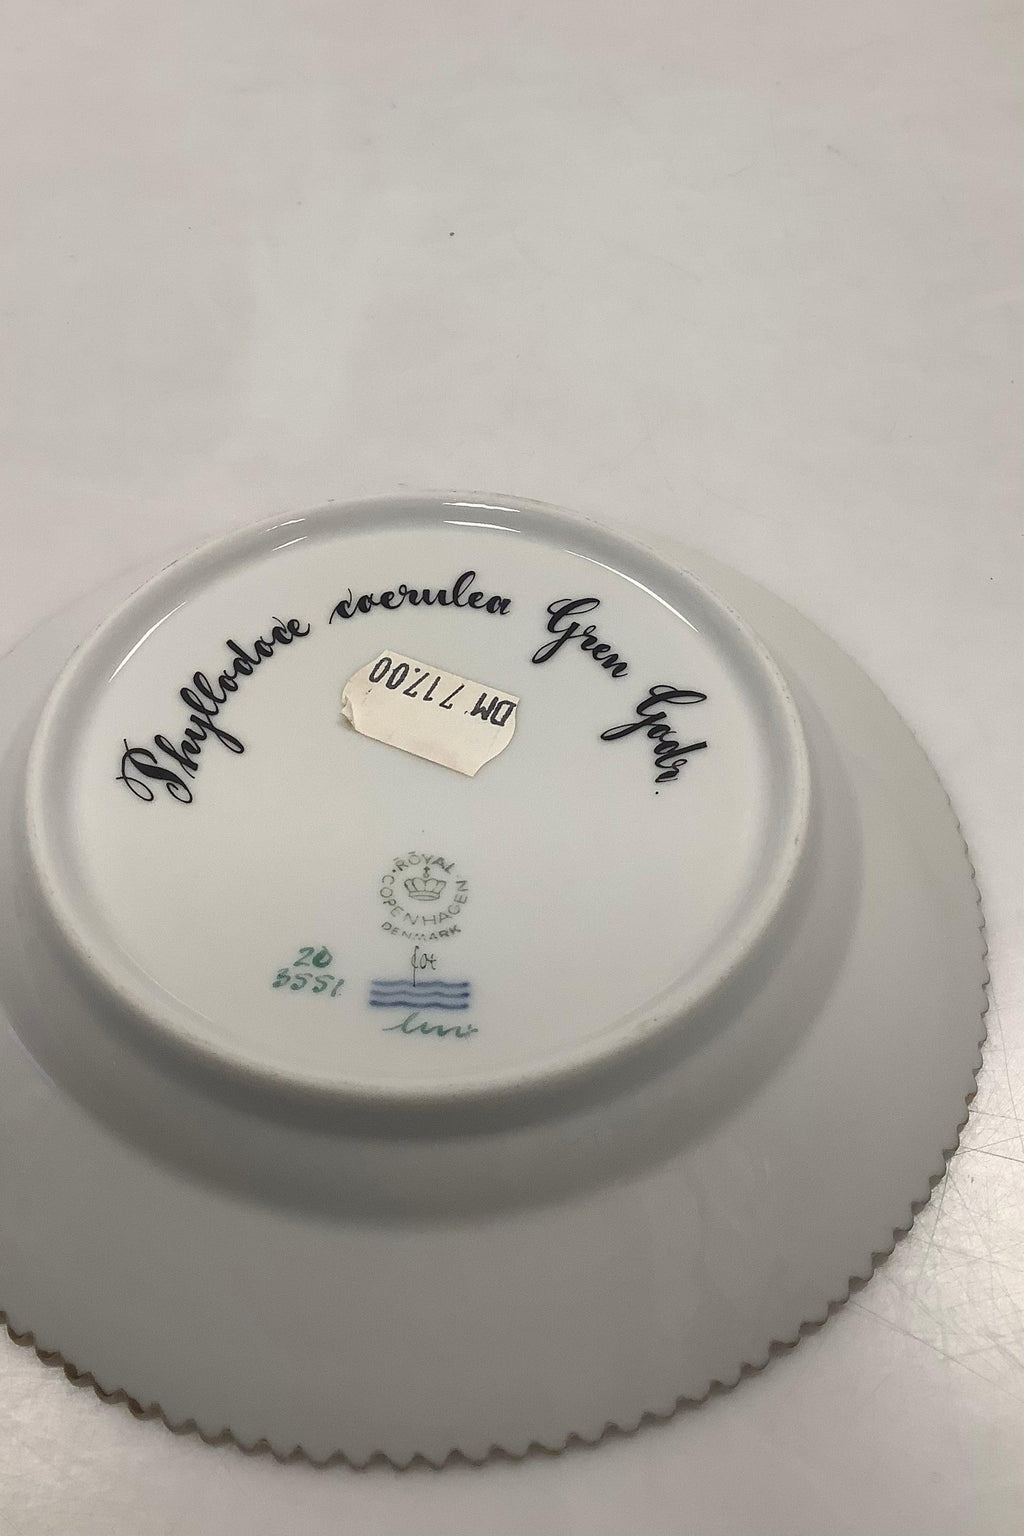 Phyllodoce coerulea Gren Godr.
DM 717.00
ROYAL COPENHAGEN
DENMARK
20
3551